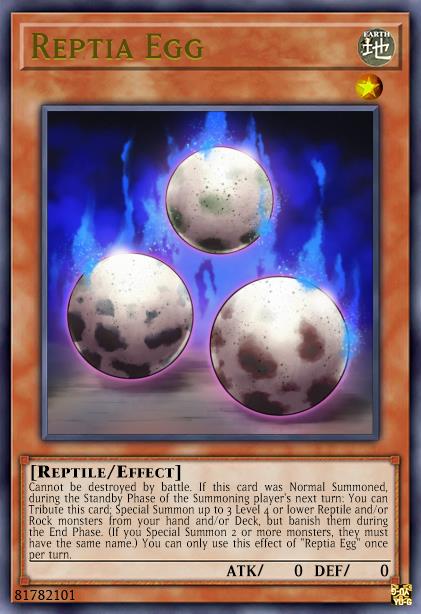 Reptia Egg
EARTH
地
[Reptile/Effect]
Cannot be destroyed by battle. If this card was Normal Summoned,
during the Standby Phase of the Summoning player's next turn: You can
Tribute this card; Special Summon up to 3 Level 4 or lower Reptile and/or
Rock monsters from your hand and/or Deck, but banish them during
the End Phase. (If you Special Summon 2 or more monsters, they must
have the same name.) You can only use this effect of "Reptia Egg" once
per turn.
ATK/ 0 DEF/ 0
81782101